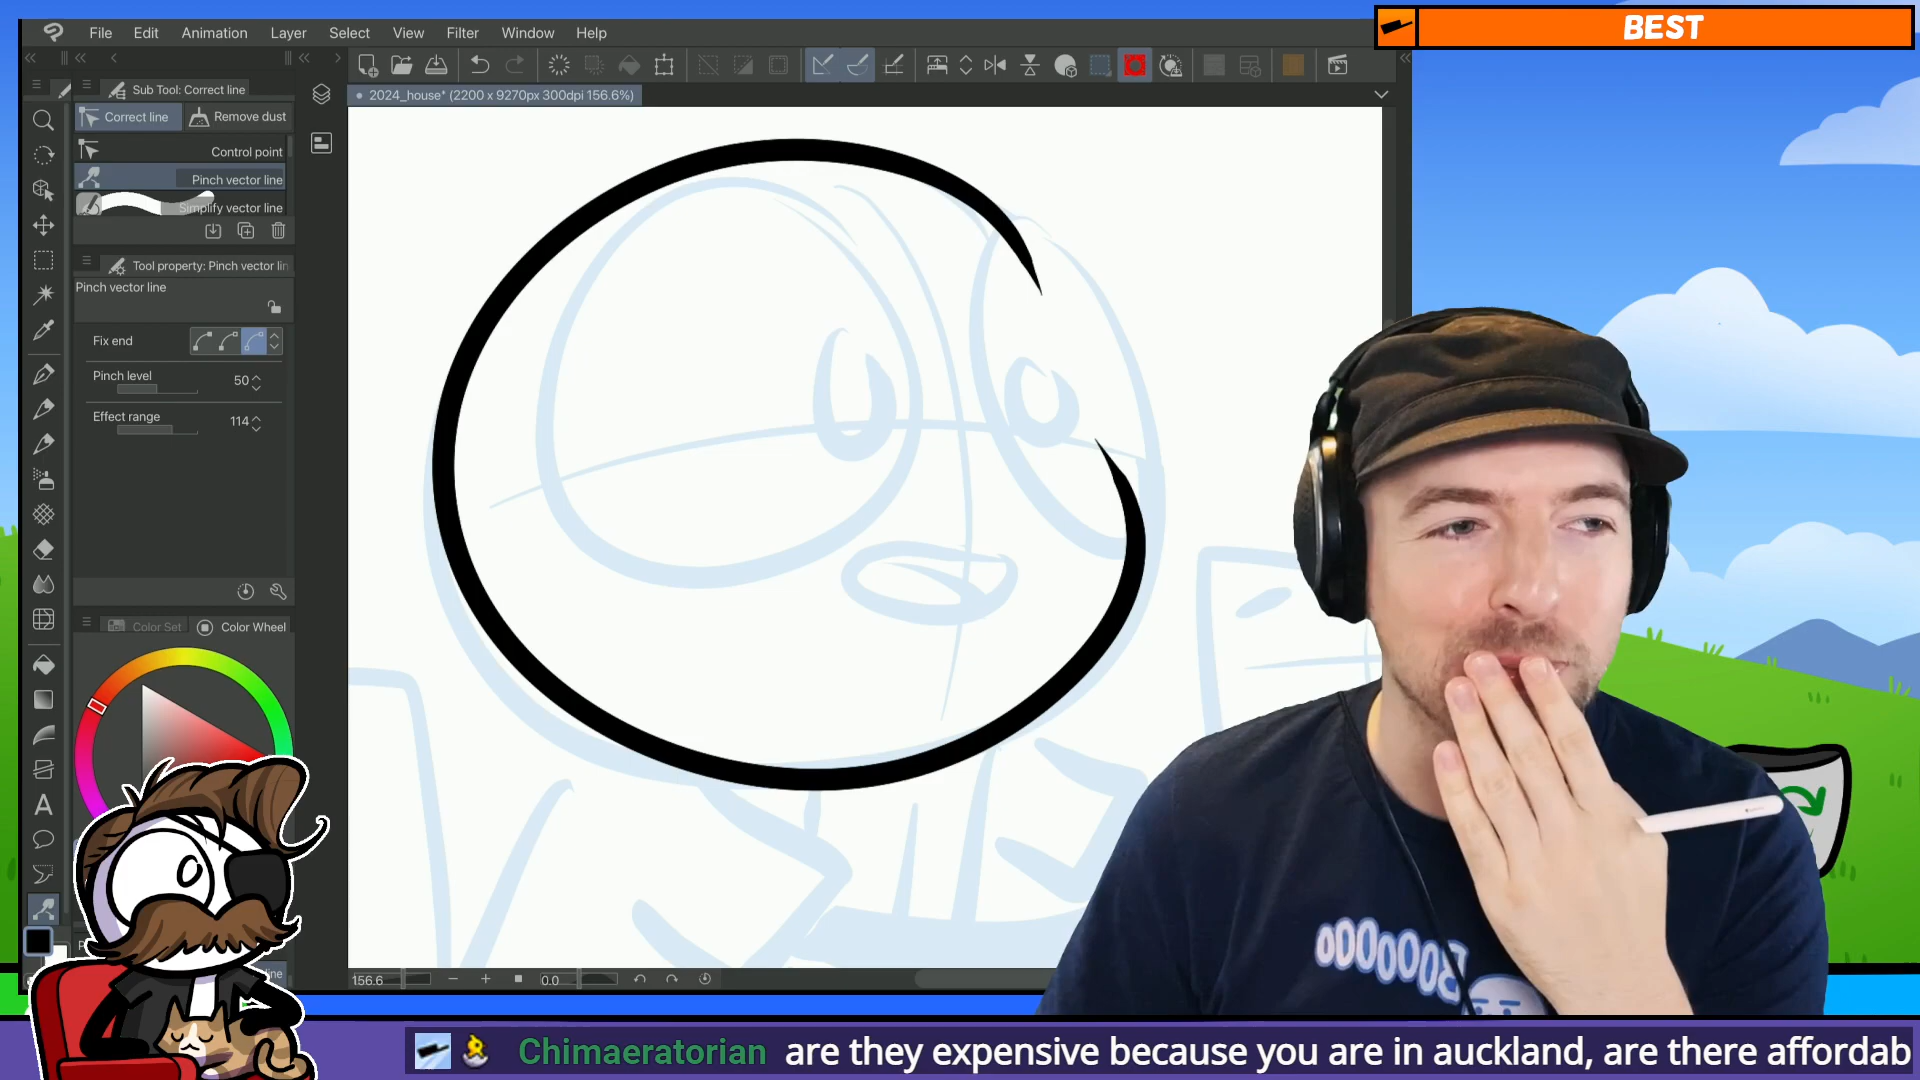 BEST
File Edit Animation Layer Select View Filter Window Help
Sub Tool: Correct line
2024_house* (2200 x 9270px 300dpi 156.6%)
Correct line Remove dust
Control point
Pinch vector line
Simplify vector line
Tool property: Pinch vector lin
Pinch vector line
Fix end
Pinch level 50
Effect range 114
Color Set Color Wheel
A
line
156.6 0.0
Chimaeratorian are they expensive because you are in auckland, are there affordab